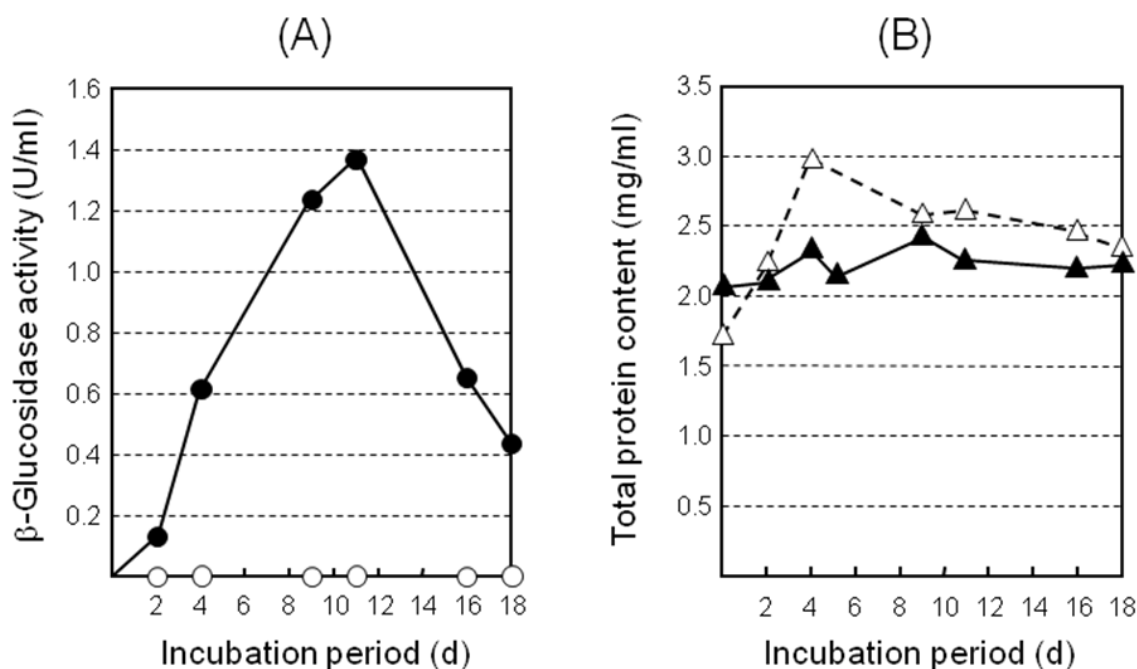 (A)
β-Glucosidase activity (U/ml)
1.6
1.4
1.2
1.0
0.8
0.6
0.4
0.2
2 4 6 8 10 12 14 16 18
Incubation period (d)
(B)
Total protein content (mg/ml)
3.5
3.0
2.5
2.0
1.5
1.0
0.5
2 4 6 8 10 12 14 16 18
Incubation period (d)